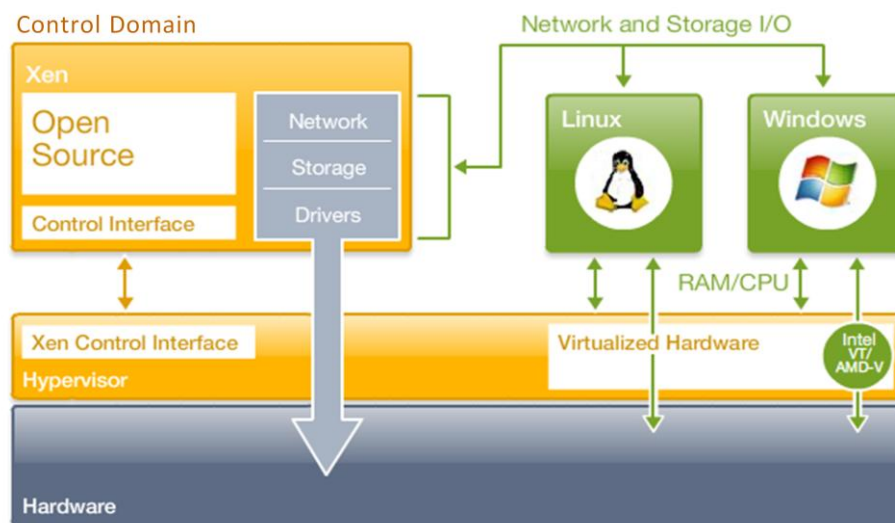 Control Domain
Network and Storage I/O
Xen
Open
Source
Network
Storage
Drivers
Control Interface
Linux
Windows
RAM/CPU
Xen Control Interface
Virtualized Hardware
Intel
VT/
AMD-V
Hypervisor
Hardware